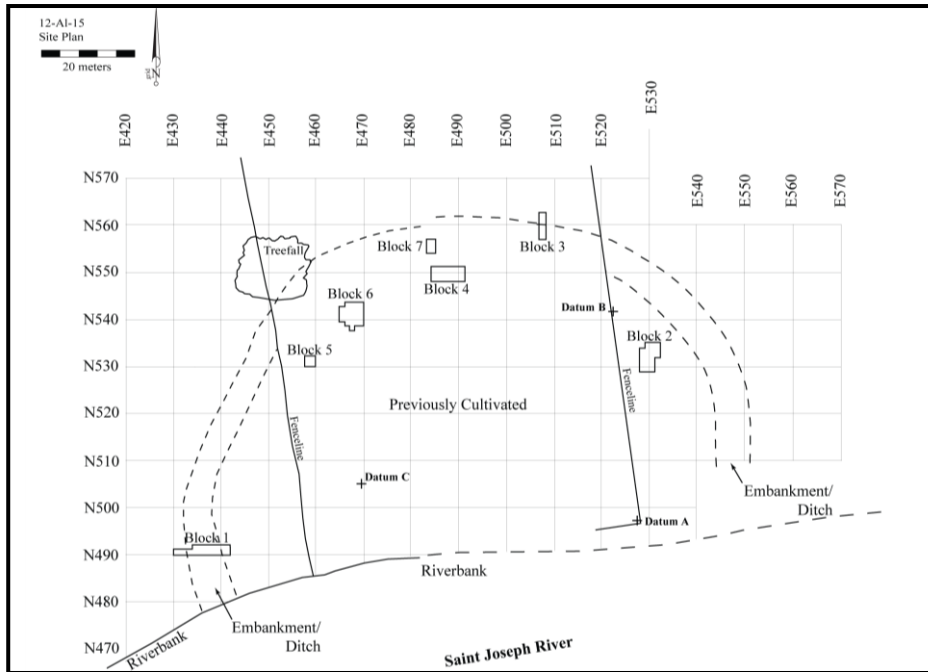 12-Al-15
Site Plan
20 meters
grid
N
E420
E430
E440
E450
E460
E470
E480
E490
E500
E510
E520
E530
E540
E550
E560
E570
N570
N560
Block 3
Treefall
Block 7
N550
Block 4
Block 6
N540
Datum B
Block 2
Block 5
N530
Fenceline
N520
Previously Cultivated
Fenceline
N510
Datum C
Embankment/
Ditch
N500
Datum A
Block 1
N490
Riverbank
N480
Embankment/
Ditch
N470
Riverbank
Saint Joseph River